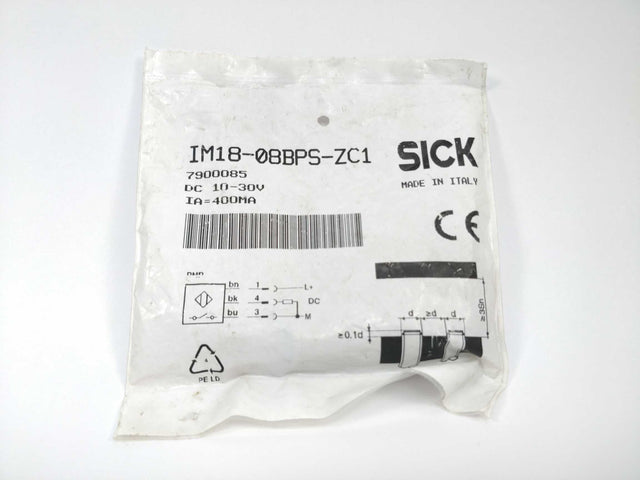 IM18-08BPS-ZC1
SICK
7900085
DC 10-30V
IA=400MA
MADE IN ITALY
CE
PNP
bn 1 L+
bk 4 DC
bu 3 M
d ≥d d
≥0.1d
≥3Sn
PE LD